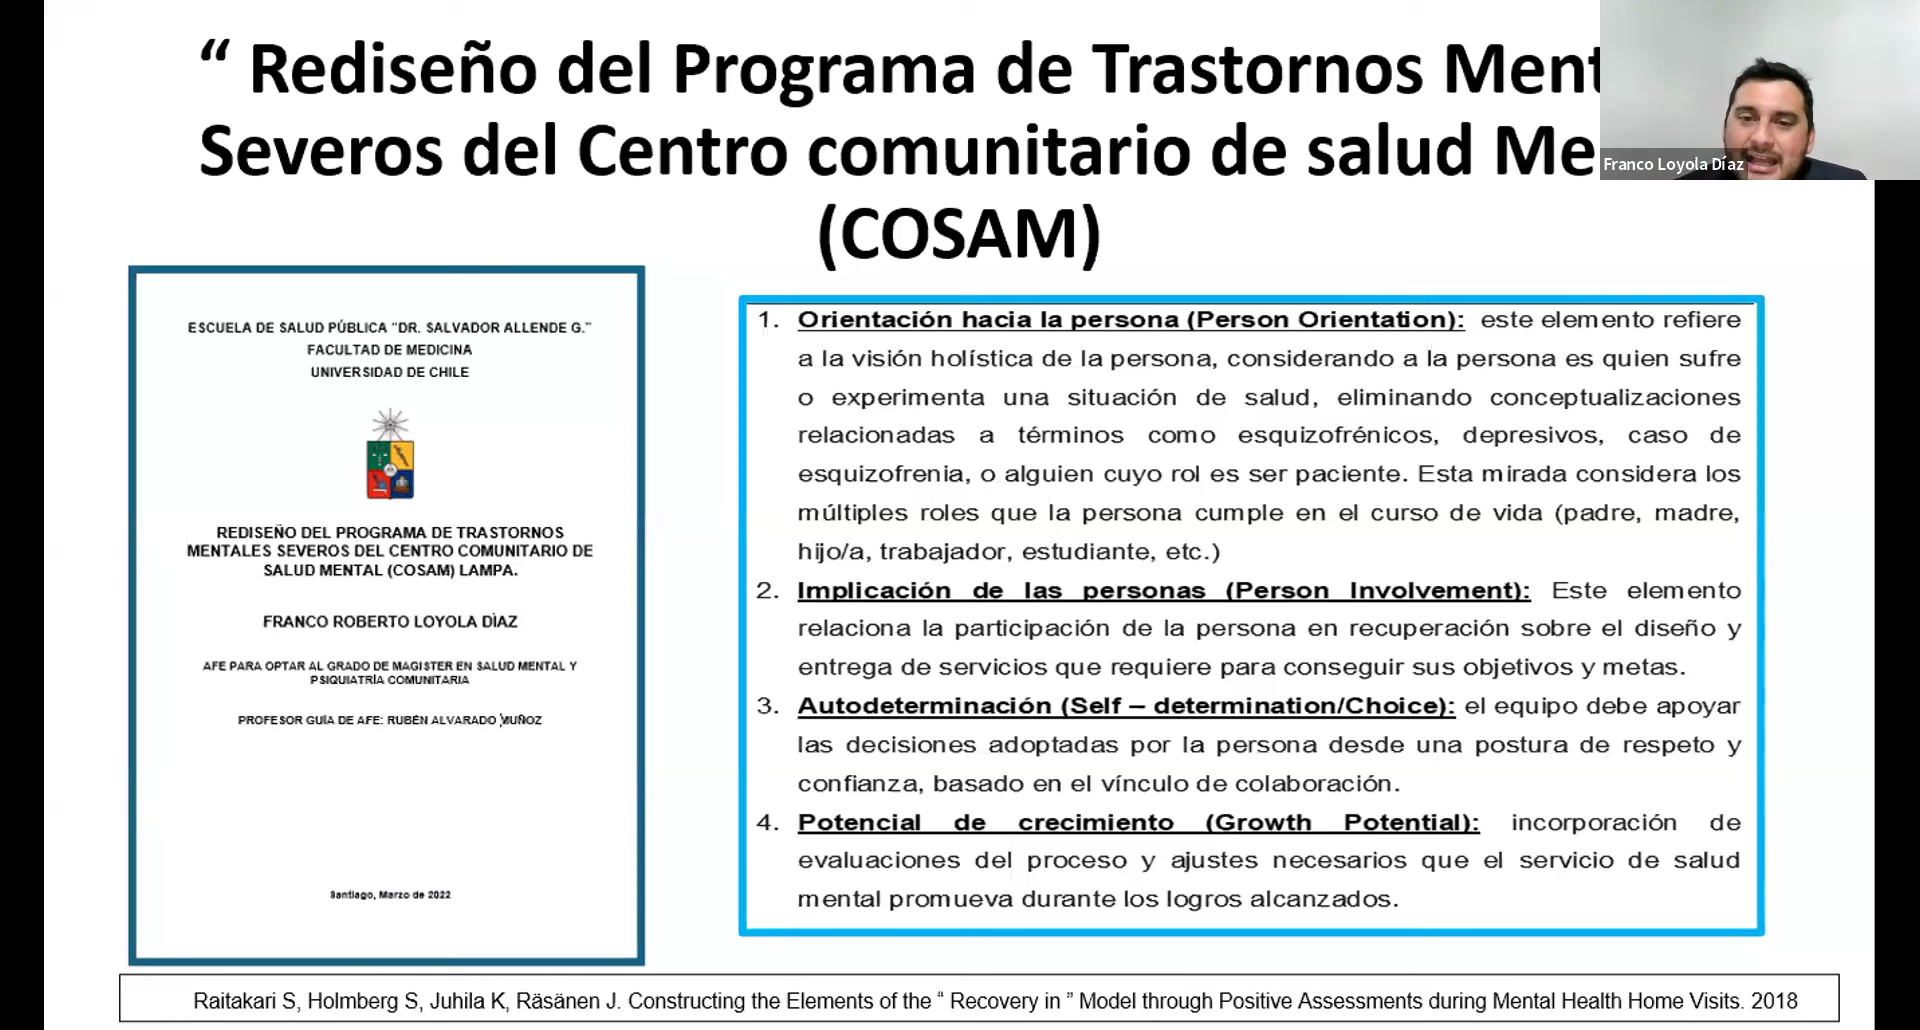 “ Rediseño del Programa de Trastornos Ment
Severos del Centro comunitario de salud Me
(COSAM)
Franco Loyola Díaz
ESCUELA DE SALUD PÚBLICA “DR. SALVADOR ALLENDE G.”
FACULTAD DE MEDICINA
UNIVERSIDAD DE CHILE
REDISEÑO DEL PROGRAMA DE TRASTORNOS
MENTALES SEVEROS DEL CENTRO COMUNITARIO DE
SALUD MENTAL (COSAM) LAMPA.
FRANCO ROBERTO LOYOLA DÌAZ
AFE PARA OPTAR AL GRADO DE MAGISTER EN SALUD MENTAL Y
PSIQUIATRÍA COMUNITARIA
PROFESOR GUÍA DE AFE: RUBÉN ALVARADO MUÑOZ
Santiago, Marzo de 2022
1. Orientación hacia la persona (Person Orientation): este elemento refiere
a la visión holística de la persona, considerando a la persona es quien sufre
o experimenta una situación de salud, eliminando conceptualizaciones
relacionadas a términos como esquizofrénicos, depresivos, caso de
esquizofrenia, o alguien cuyo rol es ser paciente. Esta mirada considera los
múltiples roles que la persona cumple en el curso de vida (padre, madre,
hijo/a, trabajador, estudiante, etc.)
2. Implicación de las personas (Person Involvement): Este elemento
relaciona la participación de la persona en recuperación sobre el diseño y
entrega de servicios que requiere para conseguir sus objetivos y metas.
3. Autodeterminación (Self – determination/Choice): el equipo debe apoyar
las decisiones adoptadas por la persona desde una postura de respeto y
confianza, basado en el vínculo de colaboración.
4. Potencial de crecimiento (Growth Potential): incorporación de
evaluaciones del proceso y ajustes necesarios que el servicio de salud
mental promueva durante los logros alcanzados.
Raitakari S, Holmberg S, Juhila K, Räsänen J. Constructing the Elements of the “ Recovery in ” Model through Positive Assessments during Mental Health Home Visits. 2018